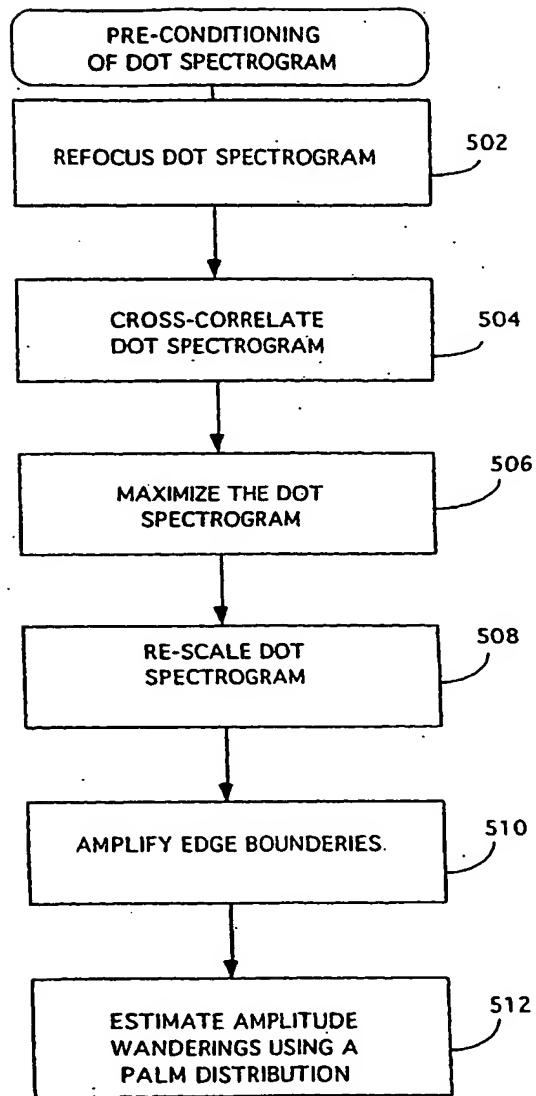 PRE-CONDITIONING
OF DOT SPECTROGRAM
REFOCUS DOT SPECTROGRAM
502
CROSS-CORRELATE
DOT SPECTROGRAM
504
MAXIMIZE THE DOT
SPECTROGRAM
506
RE-SCALE DOT
SPECTROGRAM
508
AMPLIFY EDGE BOUNDERIES.
510
ESTIMATE AMPLITUDE
WANDERINGS USING A
PALM DISTRIBUTION
512